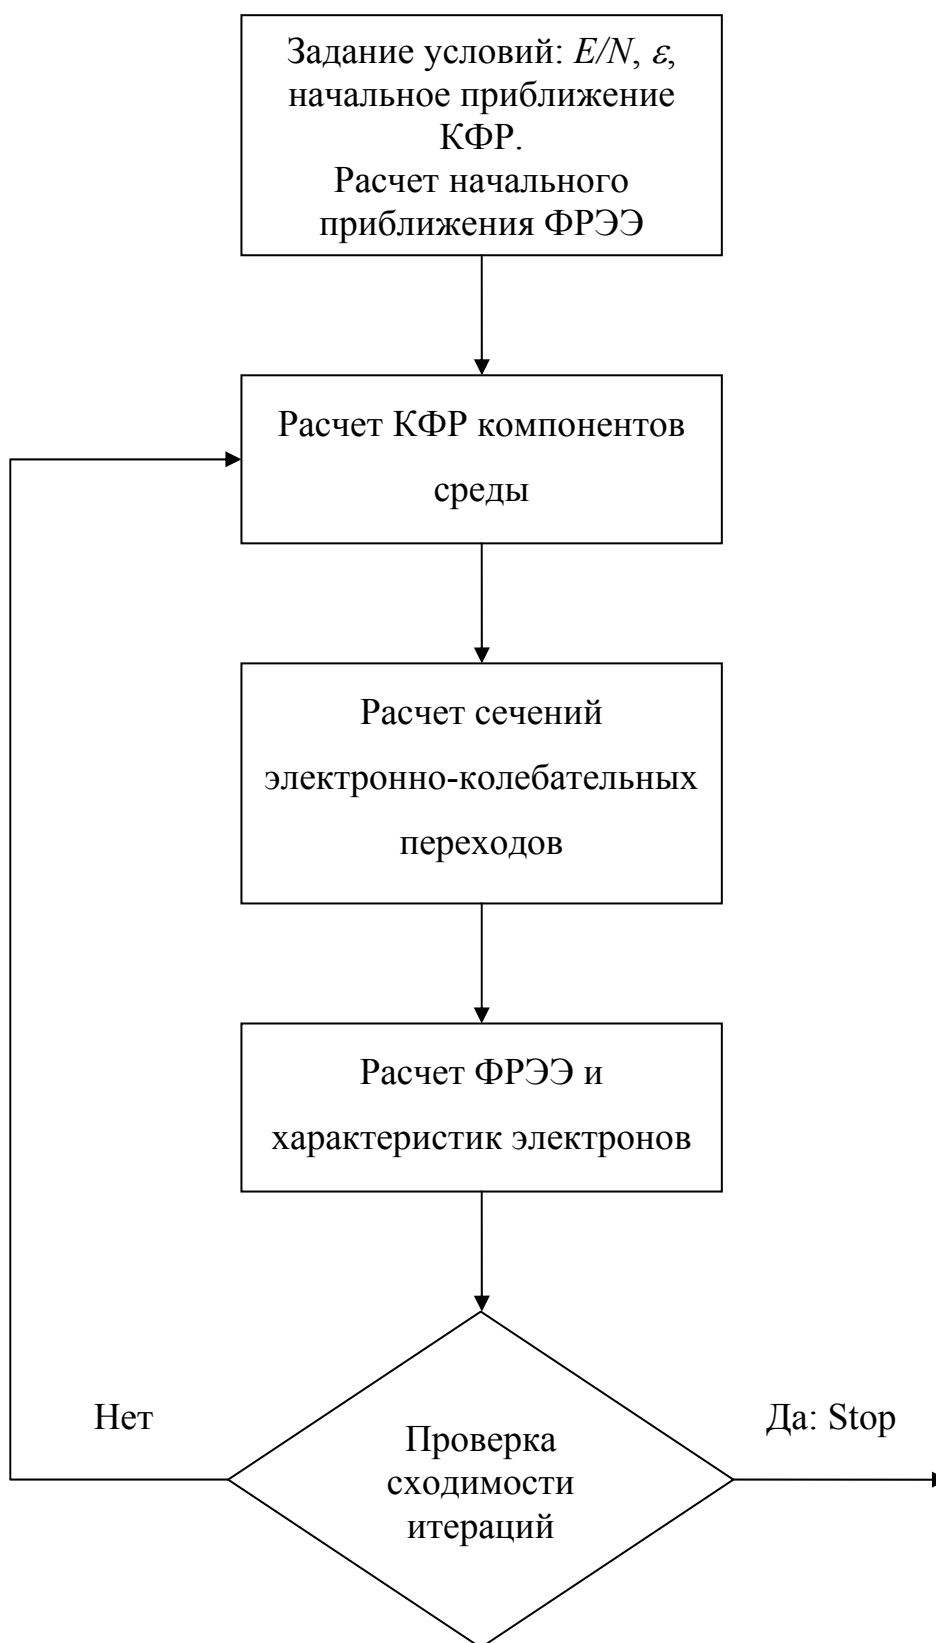 Задание условий: E/N, ε,
начальное приближение
КФР.
Расчет начального
приближения ФРЭЭ
Расчет КФР компонентов
среды
Расчет сечений
электронно-колебательных
переходов
Расчет ФРЭЭ и
характеристик электронов
Нет
Да: Stop
Проверка
сходимости
итераций